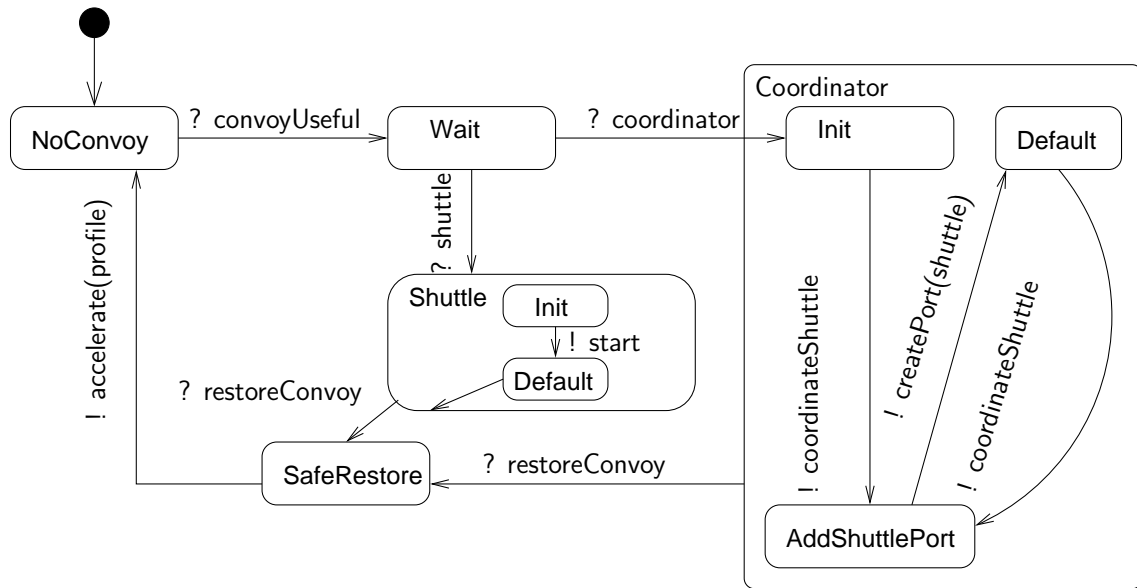 Coordinator
? convoyUseful
? coordinator
NoConvoy
Wait
Init
Default
? shuttle
! accelerate(profile)
Shuttle
Init
! start
Default
! coordinateShuttle
! createPort(shuttle)
! coordinateShuttle
? restoreConvoy
SafeRestore
? restoreConvoy
AddShuttlePort